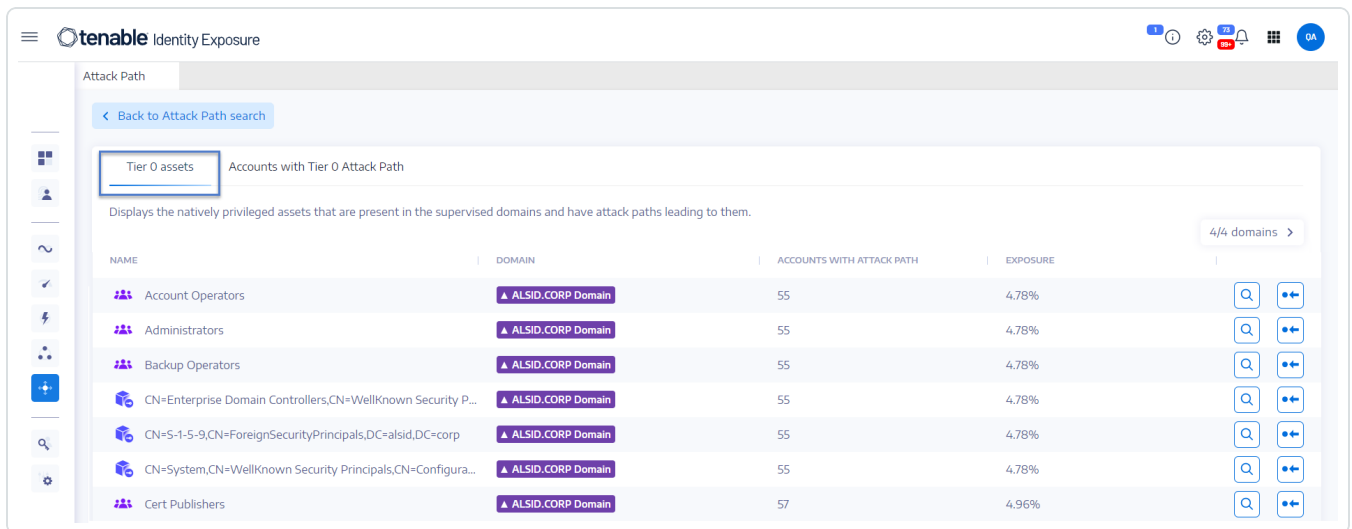 tenable Identity Exposure
1
73
99+
QA
Attack Path
Back to Attack Path search
Tier 0 assets Accounts with Tier 0 Attack Path
Displays the natively privileged assets that are present in the supervised domains and have attack paths leading to them.
4/4 domains
NAME DOMAIN ACCOUNTS WITH ATTACK PATH EXPOSURE
Account Operators ALSID.CORP Domain 55 4.78%
Administrators ALSID.CORP Domain 55 4.78%
Backup Operators ALSID.CORP Domain 55 4.78%
CN=Enterprise Domain Controllers,CN=WellKnown Security P... ALSID.CORP Domain 55 4.78%
CN=S-1-5-9,CN=ForeignSecurityPrincipals,DC=alsid,DC=corp ALSID.CORP Domain 55 4.78%
CN=System,CN=WellKnown Security Principals,CN=Configura... ALSID.CORP Domain 55 4.78%
Cert Publishers ALSID.CORP Domain 57 4.96%